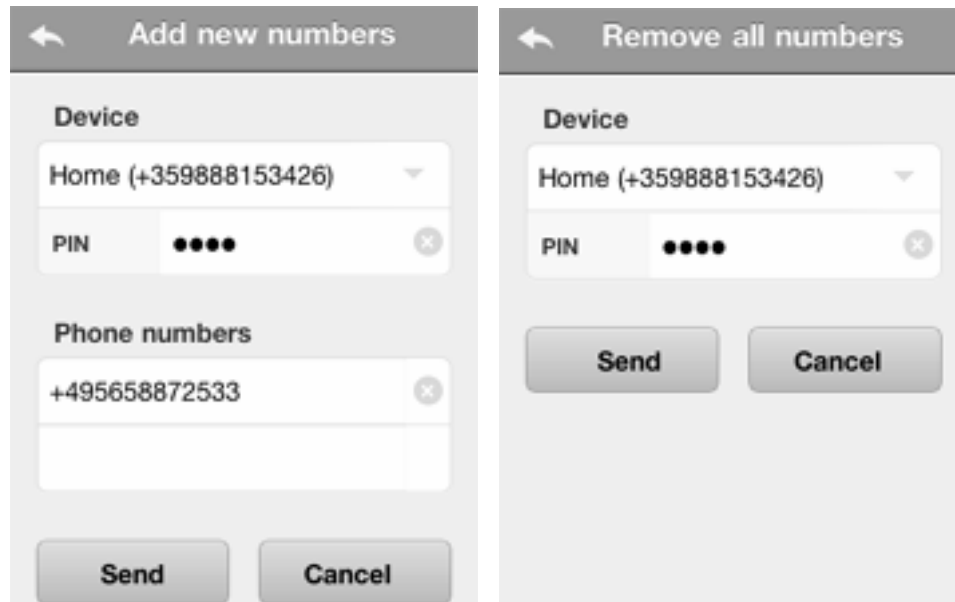 Add new numbers
Device
Home (+359888153426)
PIN ●●●●
Phone numbers
+495658872533
Send Cancel
Remove all numbers
Device
Home (+359888153426)
PIN ●●●●
Send Cancel